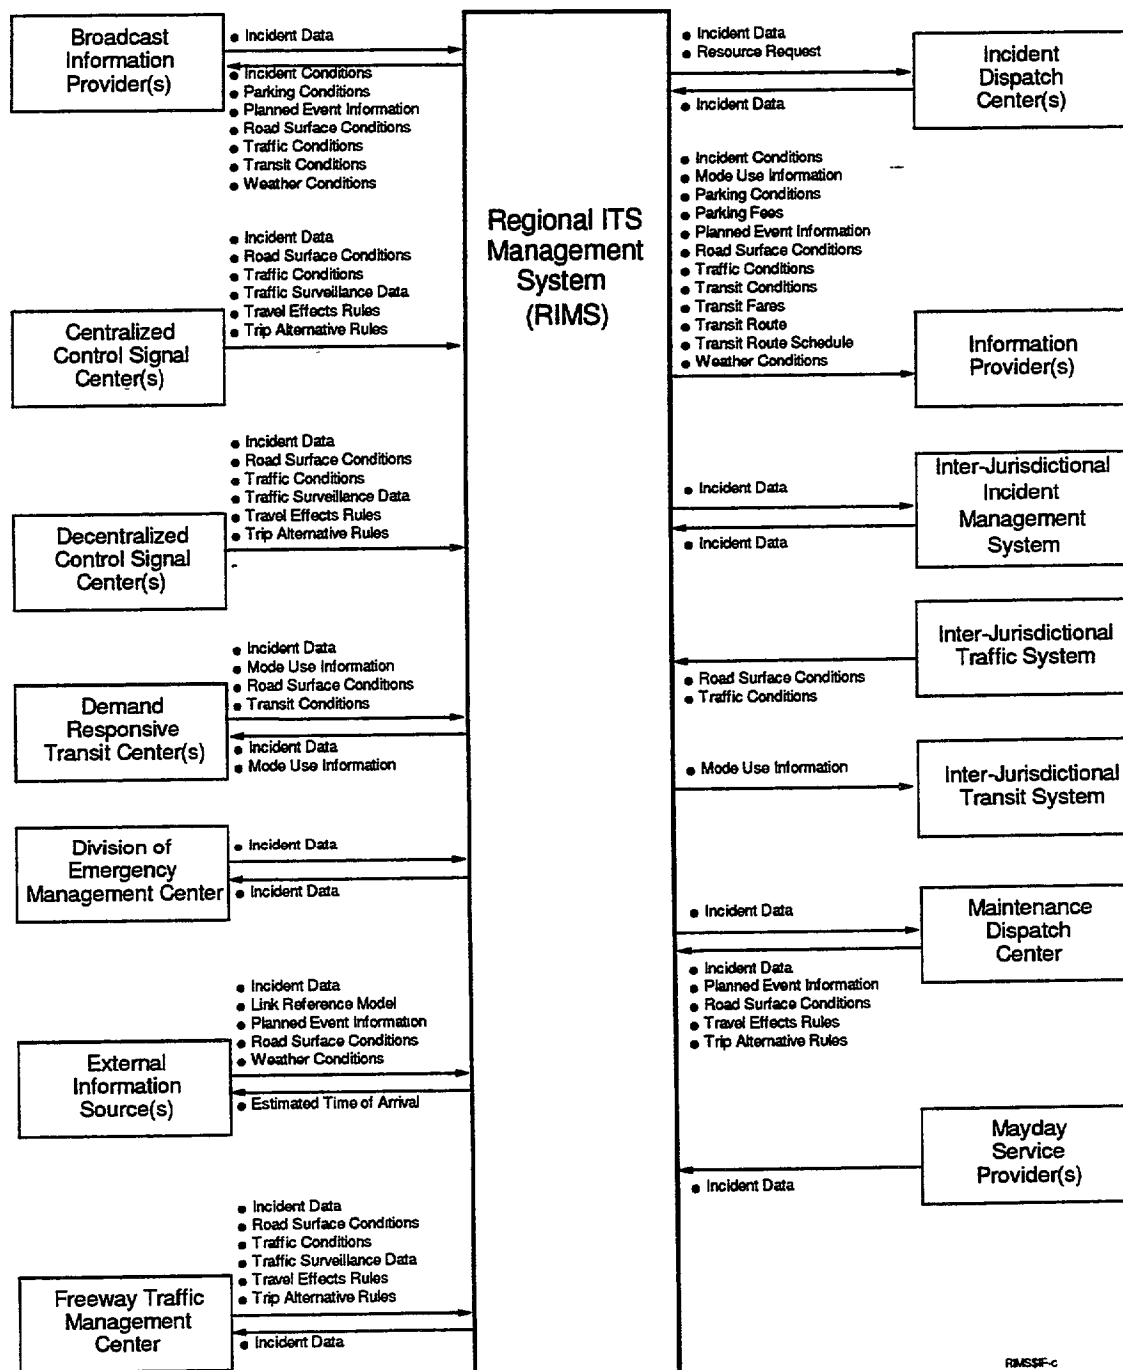 Broadcast
Information
Provider(s)
● Incident Data
● Incident Conditions
● Parking Conditions
● Planned Event Information
● Road Surface Conditions
● Traffic Conditions
● Transit Conditions
● Weather Conditions
● Incident Data
● Road Surface Conditions
● Traffic Conditions
● Traffic Surveillance Data
● Travel Effects Rules
● Trip Alternative Rules
Centralized
Control Signal
Center(s)
● Incident Data
● Road Surface Conditions
● Traffic Conditions
● Traffic Surveillance Data
● Travel Effects Rules
● Trip Alternative Rules
Decentralized
Control Signal
Center(s)
● Incident Data
● Mode Use Information
● Road Surface Conditions
● Transit Conditions
Demand
Responsive
Transit Center(s)
● Incident Data
● Mode Use Information
Division of
Emergency
Management Center
● Incident Data
● Incident Data
● Incident Data
● Link Reference Model
● Planned Event Information
● Road Surface Conditions
● Weather Conditions
External
Information
Source(s)
● Estimated Time of Arrival
● Incident Data
● Road Surface Conditions
● Traffic Conditions
● Traffic Surveillance Data
● Travel Effects Rules
● Trip Alternative Rules
Freeway Traffic
Management
Center
● Incident Data
Regional ITS
Management
System
(RIMS)
● Incident Data
● Resource Request
● Incident Data
Incident
Dispatch
Center(s)
● Incident Conditions
● Mode Use Information
● Parking Conditions
● Parking Fees
● Planned Event Information
● Road Surface Conditions
● Traffic Conditions
● Transit Conditions
● Transit Fares
● Transit Route
● Transit Route Schedule
● Weather Conditions
Information
Provider(s)
● Incident Data
● Incident Data
Inter-Jurisdictional
Incident
Management
System
Inter-Jurisdictional
Traffic System
● Road Surface Conditions
● Traffic Conditions
● Mode Use Information
Inter-Jurisdictional
Transit System
● Incident Data
Maintenance
Dispatch
Center
● Incident Data
● Planned Event Information
● Road Surface Conditions
● Travel Effects Rules
● Trip Alternative Rules
Mayday
Service
Provider(s)
● Incident Data
RIMS$IF-c